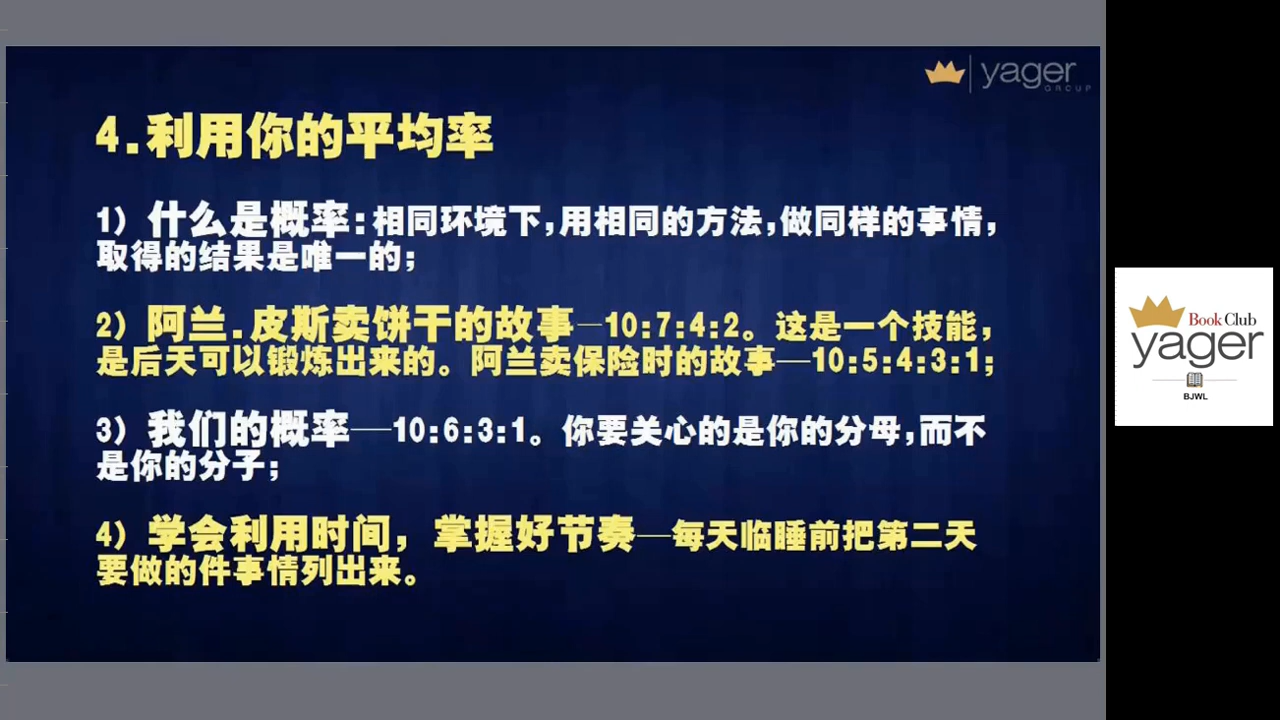 yager
GROUP
4.利用你的平均率
1) 什么是概率:相同环境下,用相同的方法,做同样的事情,
取得的结果是唯一的;
2) 阿兰.皮斯卖饼干的故事—10:7:4:2。这是一个技能,
是后天可以锻炼出来的。阿兰卖保险时的故事—10:5:4:3:1;
3) 我们的概率—10:6:3:1。你要关心的是你的分母,而不
是你的分子;
4) 学会利用时间，掌握好节奏—每天临睡前把第二天
要做的件事情列出来。
Book Club
yager
BJWL